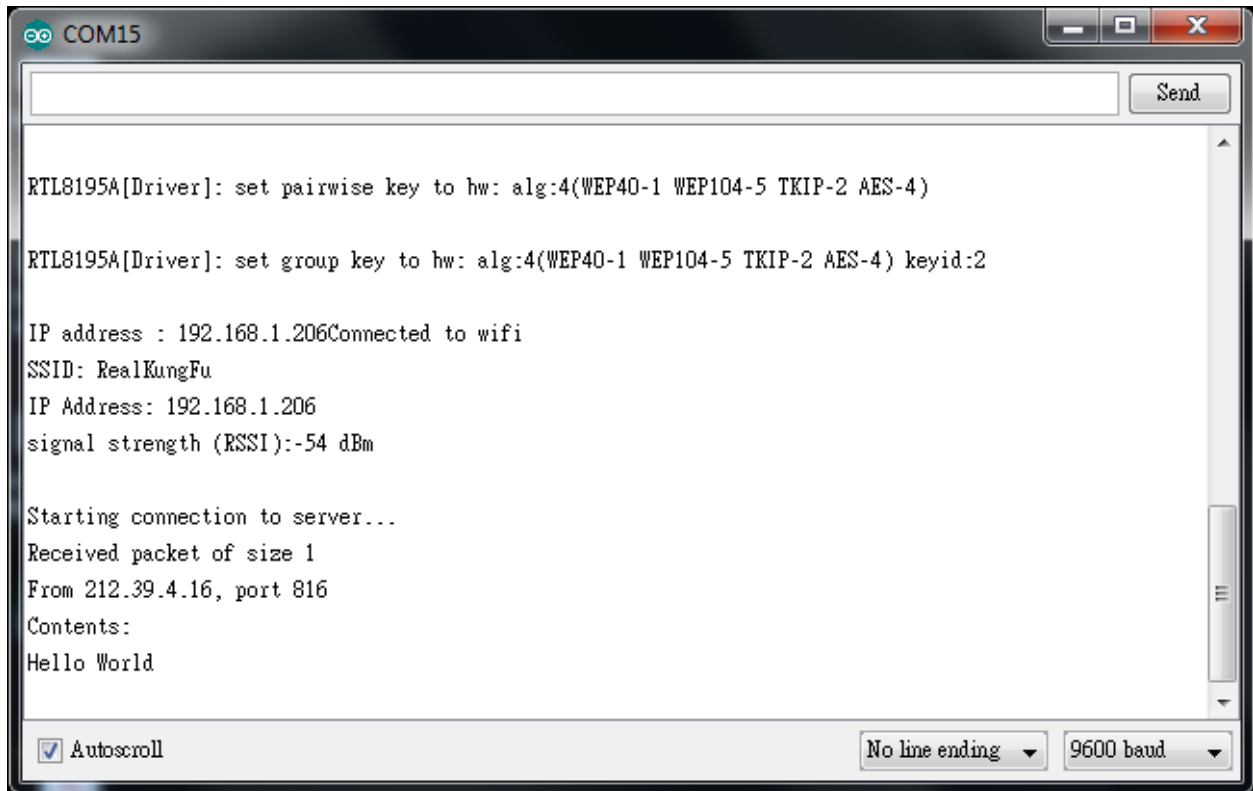 COM15
Send
RTL8195A[Driver]: set pairwise key to hw: alg:4(WEP40-1 WEP104-5 TKIP-2 AES-4)
RTL8195A[Driver]: set group key to hw: alg:4(WEP40-1 WEP104-5 TKIP-2 AES-4) keyid:2
IP address : 192.168.1.206Connected to wifi
SSID: RealKungFu
IP Address: 192.168.1.206
signal strength (RSSI):-54 dBm
Starting connection to server...
Received packet of size 1
From 212.39.4.16, port 816
Contents:
Hello World
Autoscroll No line ending 9600 baud